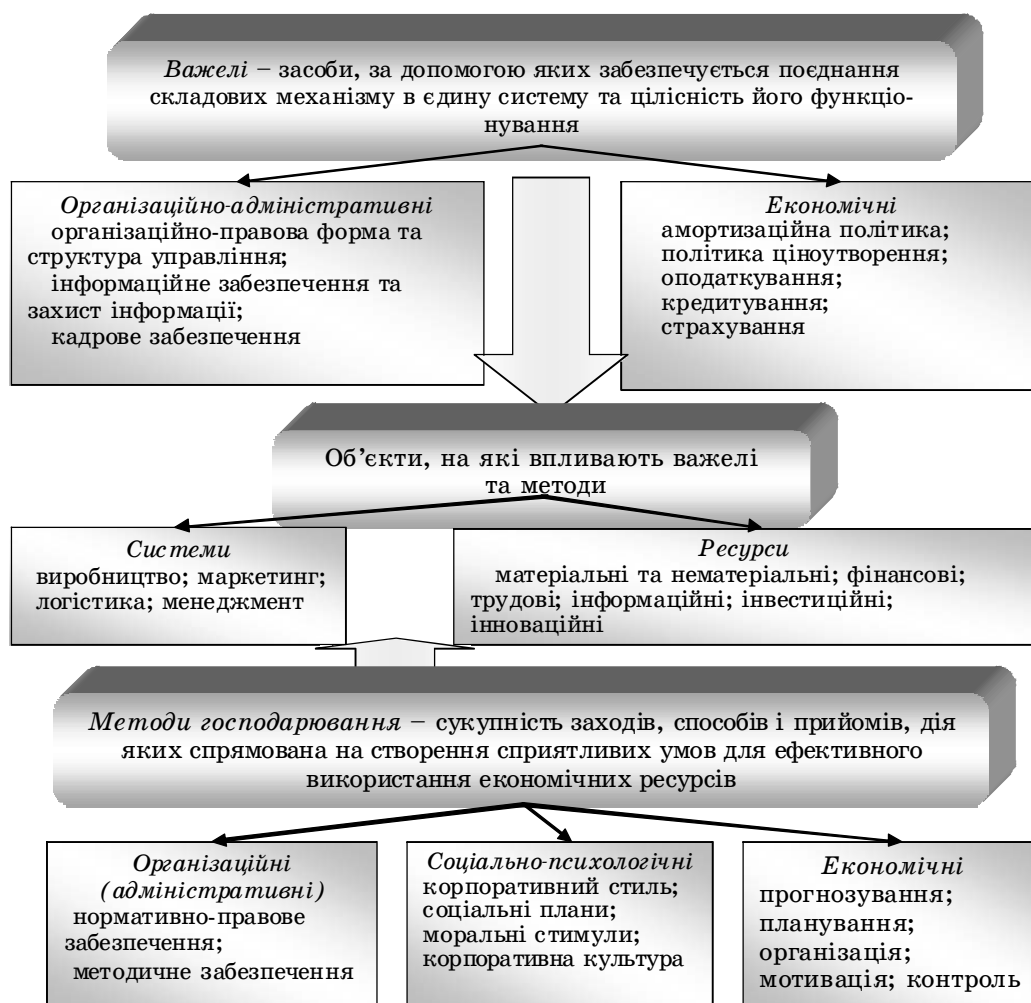 Важелі – засоби, за допомогою яких забезпечується поєднання
складових механізму в єдину систему та цілісність його функціо-
нування
Організаційно-адміністративні
організаційно-правова форма та
структура управління;
інформаційне забезпечення та
захист інформації;
кадрове забезпечення
Економічні
амортизаційна політика;
політика ціноутворення;
оподаткування;
кредитування;
страхування
Об’єкти, на які впливають важелі
та методи
Системи
виробництво; маркетинг;
логістика; менеджмент
Ресурси
матеріальні та нематеріальні; фінансові;
трудові; інформаційні; інвестиційні;
інноваційні
Методи господарювання – сукупність заходів, способів і прийомів, дія
яких спрямована на створення сприятливих умов для ефективного
використання економічних ресурсів
Організаційні
(адміністративні)
нормативно-правове
забезпечення;
методичне забезпечення
Соціально-психологічні
корпоративний стиль;
соціальні плани;
моральні стимули;
корпоративна культура
Економічні
прогнозування;
планування;
організація;
мотивація; контроль